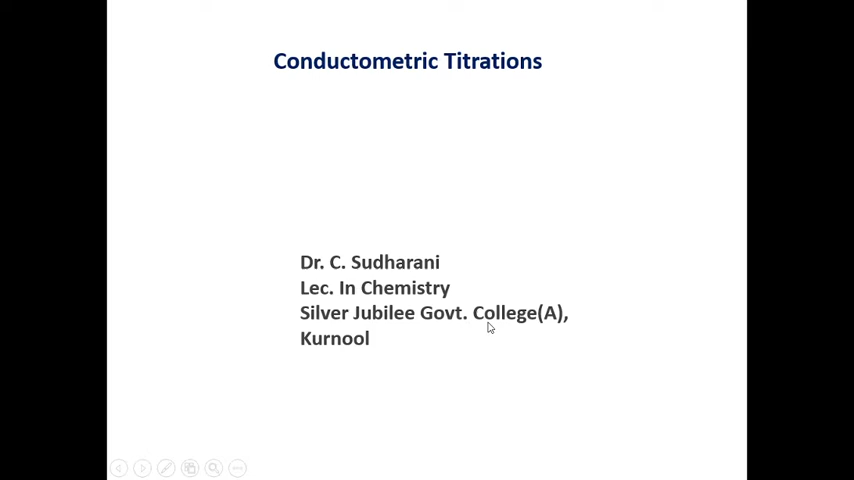 Conductometric Titrations
Dr. C. Sudharani
Lec. In Chemistry
Silver Jubilee Govt. College(A),
Kurnool